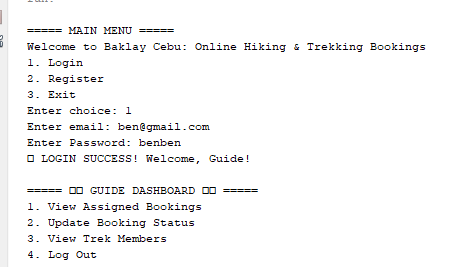 ===== MAIN MENU =====
Welcome to Baklay Cebu: Online Hiking & Trekking Bookings
1. Login
2. Register
3. Exit
Enter choice: 1
Enter email: ben@gmail.com
Enter Password: benben
□ LOGIN SUCCESS! Welcome, Guide!
===== □□ GUIDE DASHBOARD □□ =====
1. View Assigned Bookings
2. Update Booking Status
3. View Trek Members
4. Log Out